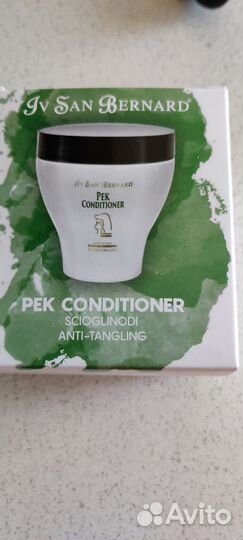 IV SAN BERNARD®
IV SAN BERNARD®
PEK
CONDITIONER
PEK CONDITIONER
SCIOGLINODI
ANTI-TANGLING
Avito